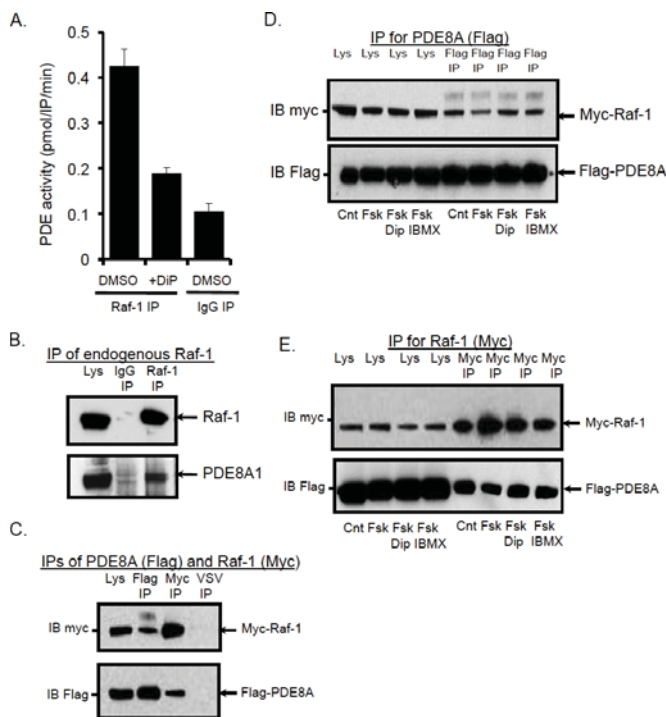 A.
PDE activity (pmol/IP/min)
0.5
0.4
0.3
0.2
0.1
0
DMSO +DiP DMSO
Raf-1 IP IgG IP
B.
IP of endogenous Raf-1
Lys IgG IP Raf-1 IP
Raf-1
PDE8A1
C.
IPs of PDE8A (Flag) and Raf-1 (Myc)
Lys Flag IP Myc IP VSV IP
IB myc Myc-Raf-1
IB Flag Flag-PDE8A
D.
IP for PDE8A (Flag)
Lys Lys Lys Lys Flag IP Flag IP Flag IP Flag IP
IB myc Myc-Raf-1
IB Flag Flag-PDE8A
Cnt Fsk Fsk Fsk Cnt Fsk Fsk Fsk
Dip IBMX Dip IBMX
E.
IP for Raf-1 (Myc)
Lys Lys Lys Lys Myc Myc Myc Myc
IP IP IP IP
IB myc Myc-Raf-1
IB Flag Flag-PDE8A
Cnt Fsk Fsk Fsk Cnt Fsk Fsk Fsk
Dip IBMX Dip IBMX